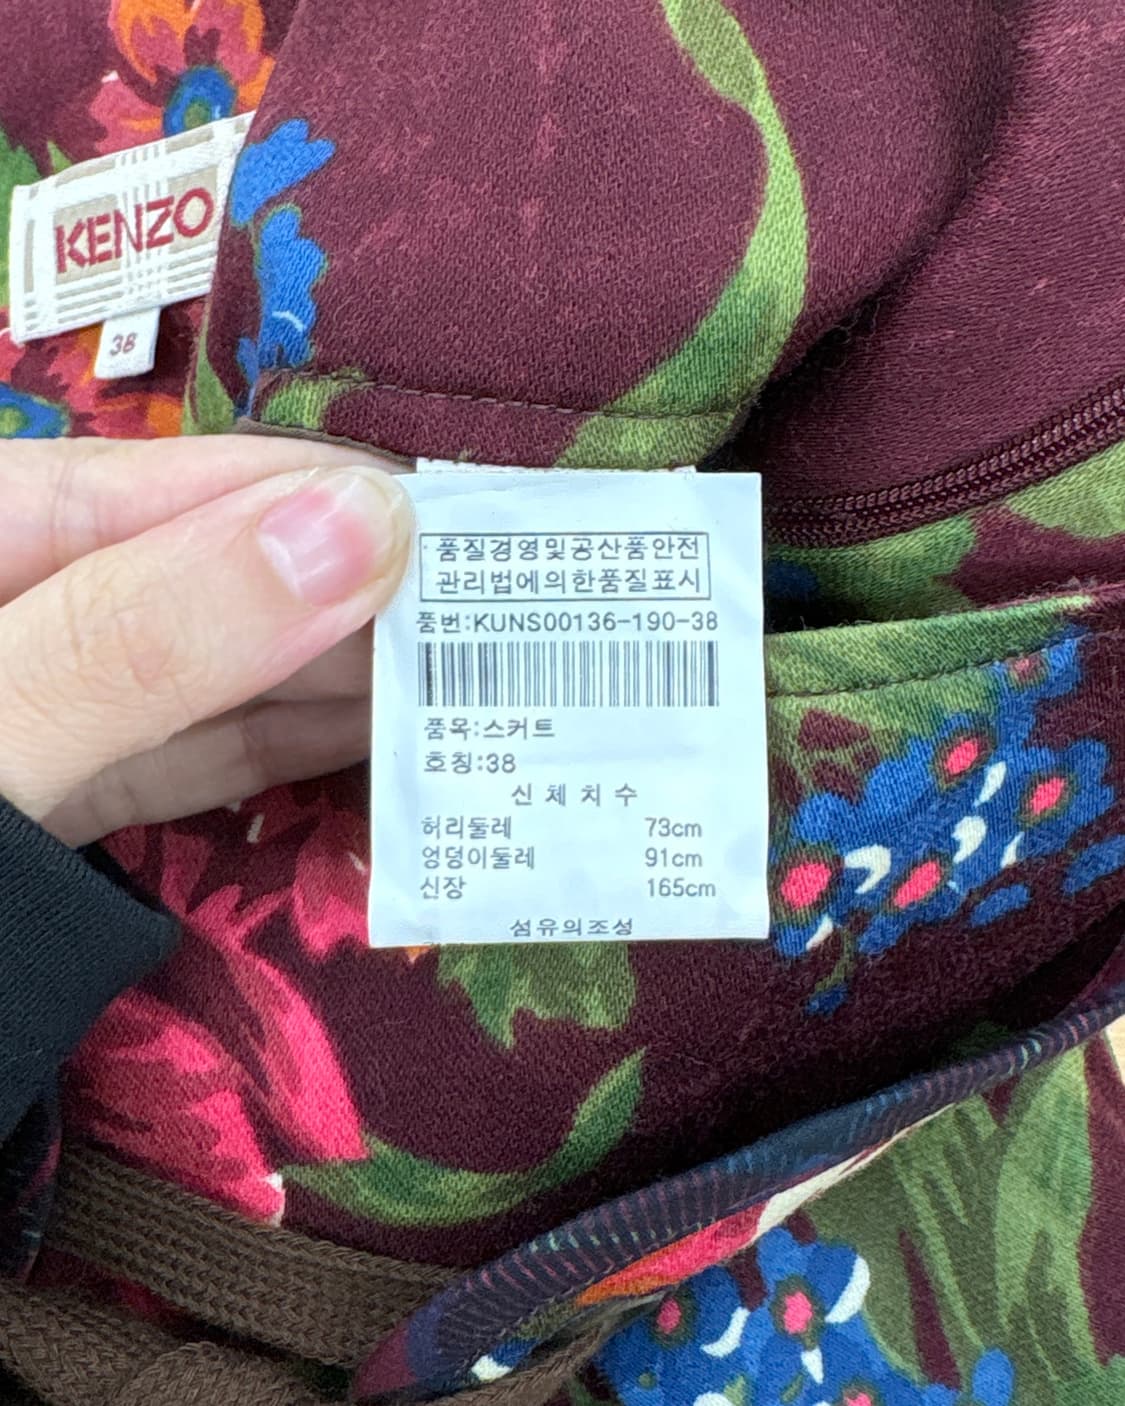 KENZO
38
품질경영및공산품안전
관리법에의한품질표시
품번:KUNS00136-190-38
품목:스커트
호칭:38
신체치수
허리둘레 73cm
엉덩이둘레 91cm
신장 165cm
섬유의조성